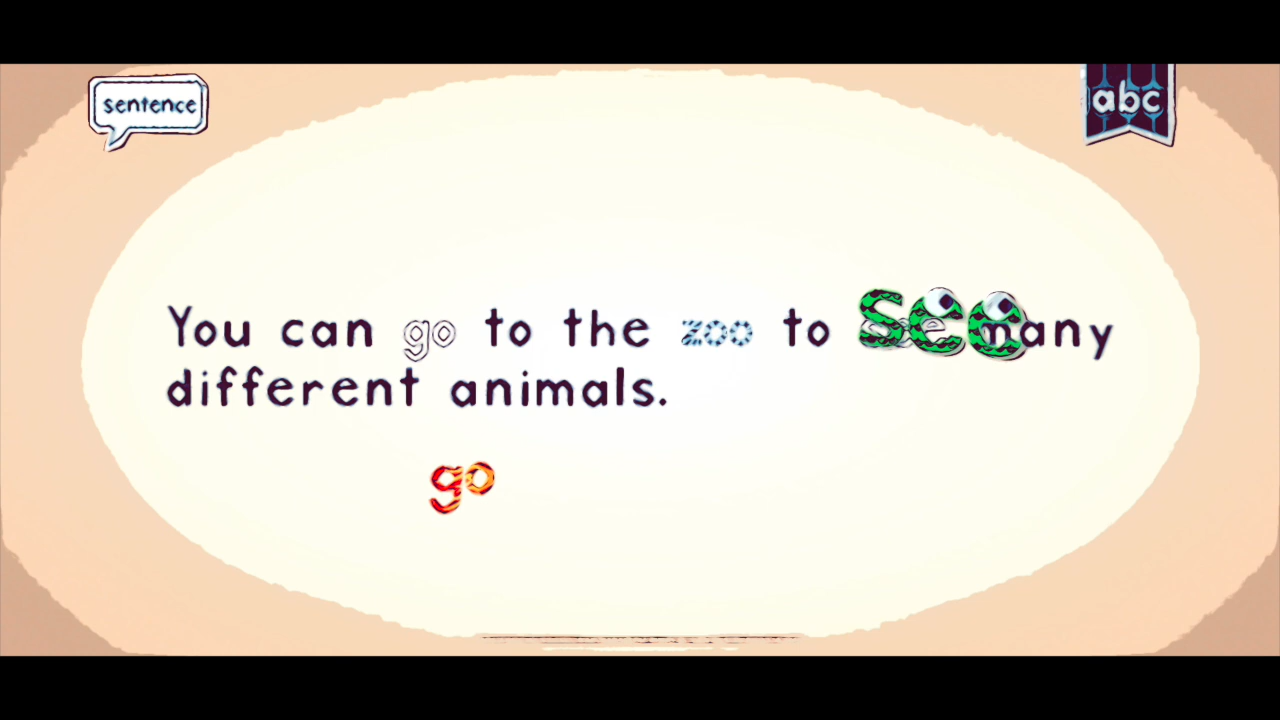 sentence
abc
You can go to the zoo to see many
different animals.
go